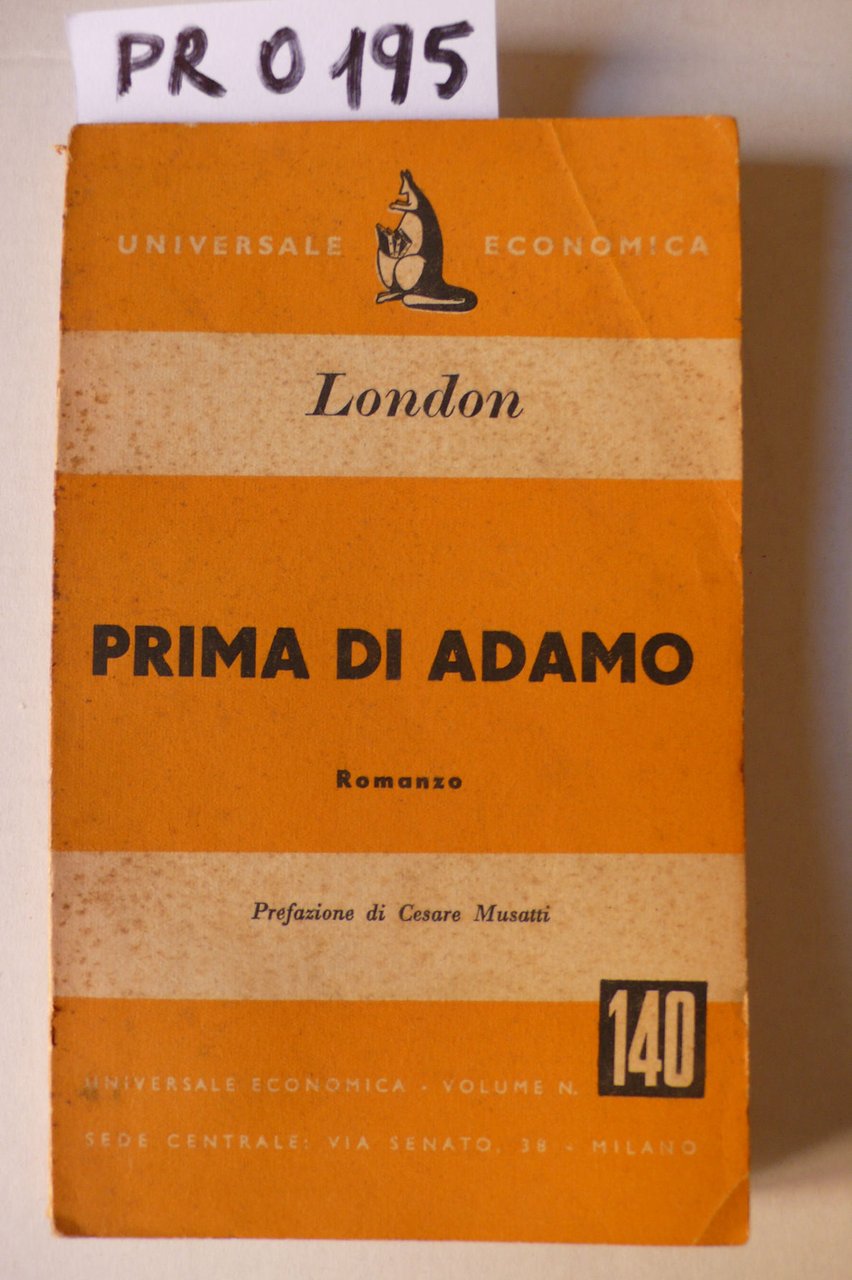 PR O 195
UNIVERSALE ECONOMICA
London
PRIMA DI ADAMO
Romanzo
Prefazione di Cesare Musatti
140
UNIVERSALE ECONOMICA - VOLUME N.
SEDE CENTRALE: VIA SENATO, 38 - MILANO